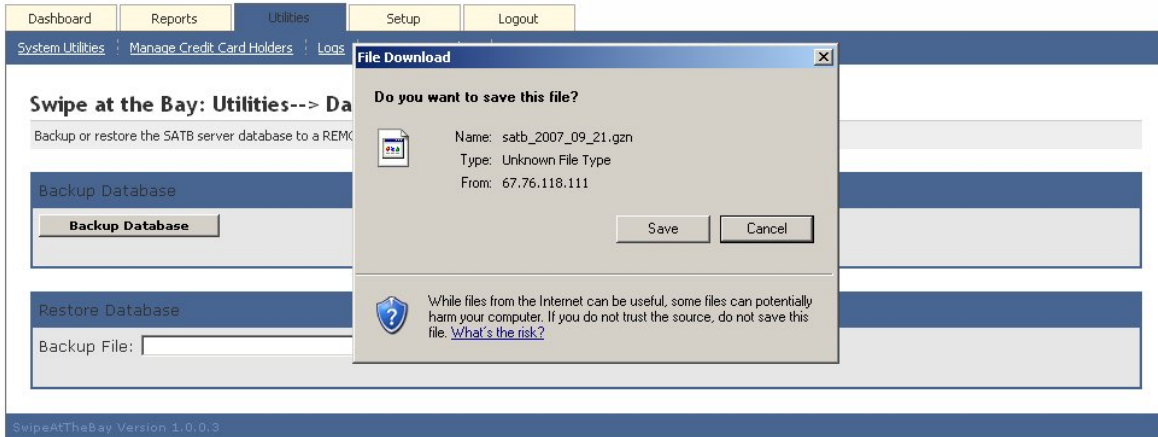 Dashboard
Reports
Utilities
Setup
Logout
System Utilities
Manage Credit Card Holders
Logs
File Download
Swipe at the Bay: Utilities--> Da
Do you want to save this file?
Backup or restore the SATB server database to a REMO
Name: satb_2007_09_21.gzn
Type: Unknown File Type
From: 67.76.118.111
Backup Database
Backup Database
Save
Cancel
Restore Database
Backup File:
While files from the Internet can be useful, some files can potentially
harm your computer. If you do not trust the source, do not save this
file. What's the risk?
SwipeAtTheBay Version 1.0.0.3